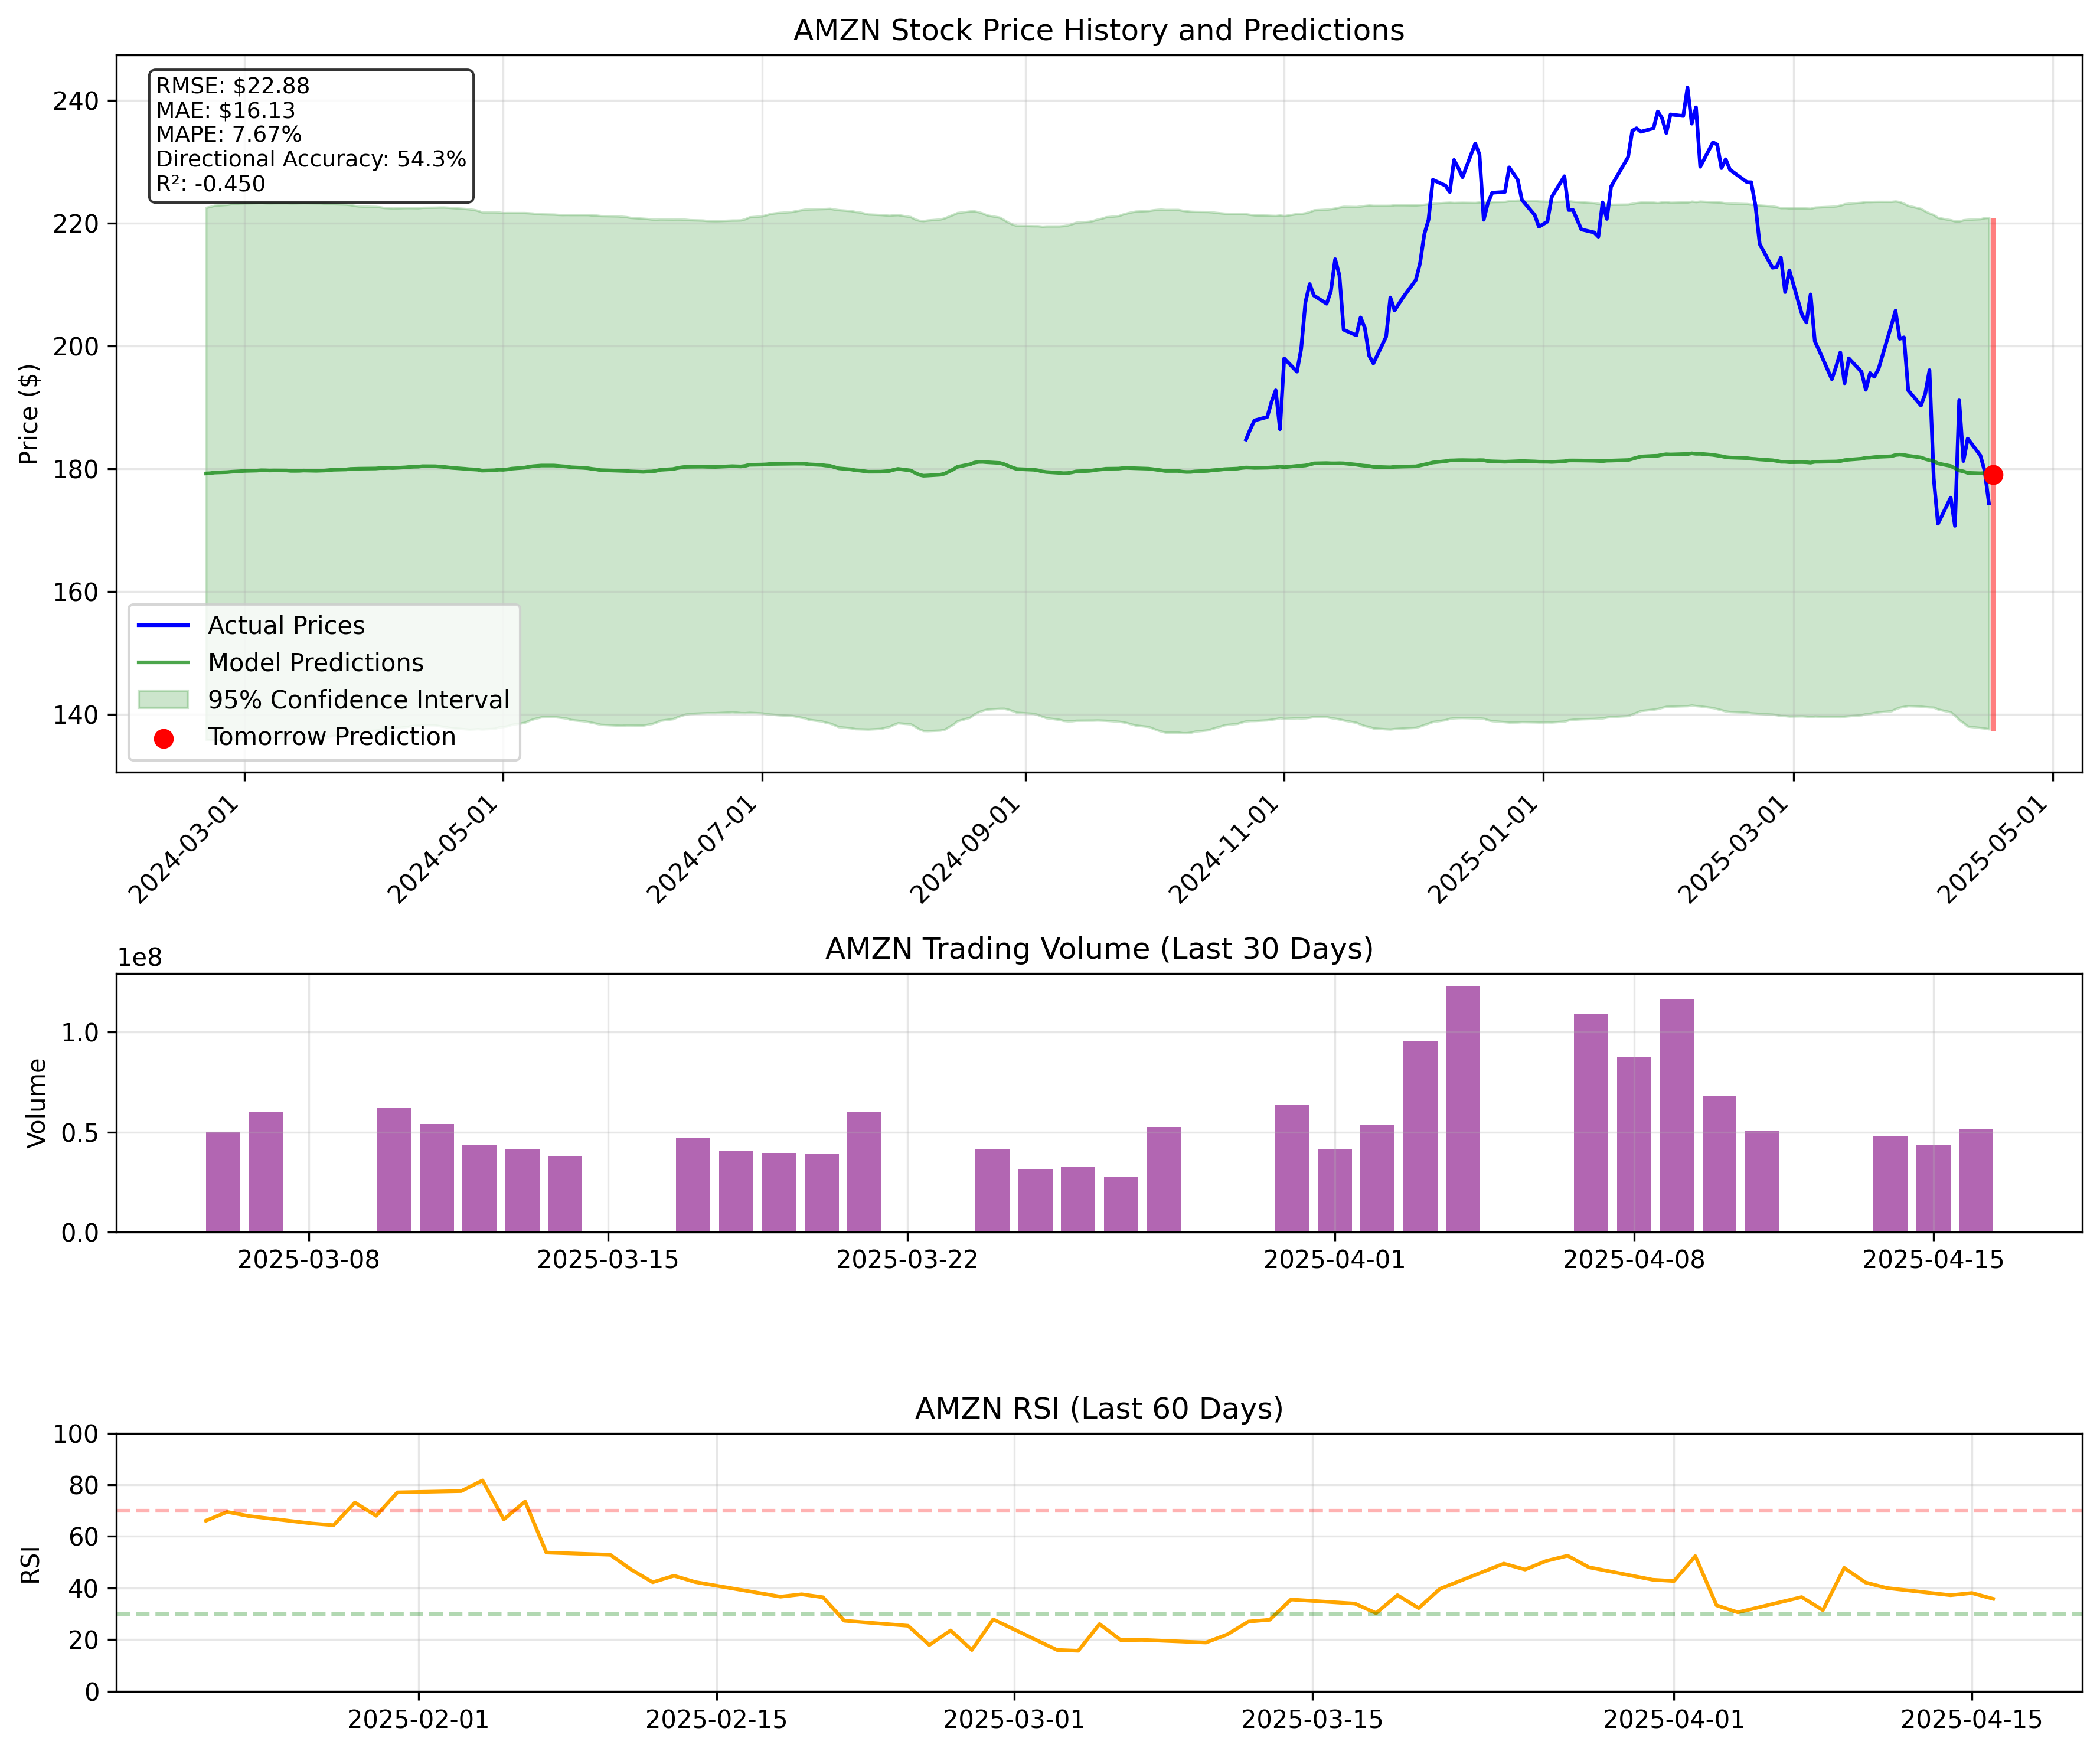 AMZN Stock Price History and Predictions
RMSE: $22.88
MAE: $16.13
MAPE: 7.67%
Directional Accuracy: 54.3%
R²: -0.450
Price ($)
240
220
200
180
160
140
Actual Prices
Model Predictions
95% Confidence Interval
Tomorrow Prediction
2024-03-01
2024-05-01
2024-07-01
2024-09-01
2024-11-01
2025-01-01
2025-03-01
2025-05-01
AMZN Trading Volume (Last 30 Days)
1e8
Volume
1.0
0.5
0.0
2025-03-08
2025-03-15
2025-03-22
2025-04-01
2025-04-08
2025-04-15
AMZN RSI (Last 60 Days)
RSI
100
80
60
40
20
0
2025-02-01
2025-02-15
2025-03-01
2025-03-15
2025-04-01
2025-04-15